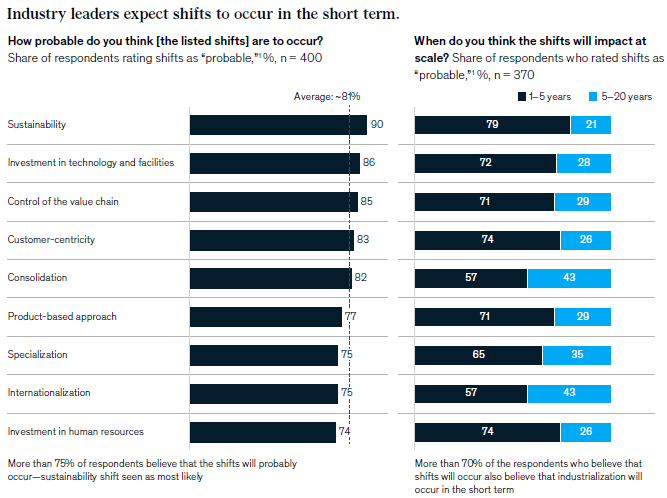 Industry leaders expect shifts to occur in the short term.
How probable do you think [the listed shifts] are to occur?
Share of respondents rating shifts as “probable,”¹ %, n = 400
When do you think the shifts will impact at
scale? Share of respondents who rated shifts as
“probable,”¹ %, n = 370
Average: ~81%
1–5 years 5–20 years
Sustainability 90 79 21
Investment in technology and facilities 86 72 28
Control of the value chain 85 71 29
Customer-centricity 83 74 26
Consolidation 82 57 43
Product-based approach 77 71 29
Specialization 75 65 35
Internationalization 75 57 43
Investment in human resources 74 74 26
More than 75% of respondents believe that the shifts will probably
occur—sustainability shift seen as most likely
More than 70% of the respondents who believe that
shifts will occur also believe that industrialization will
occur in the short term